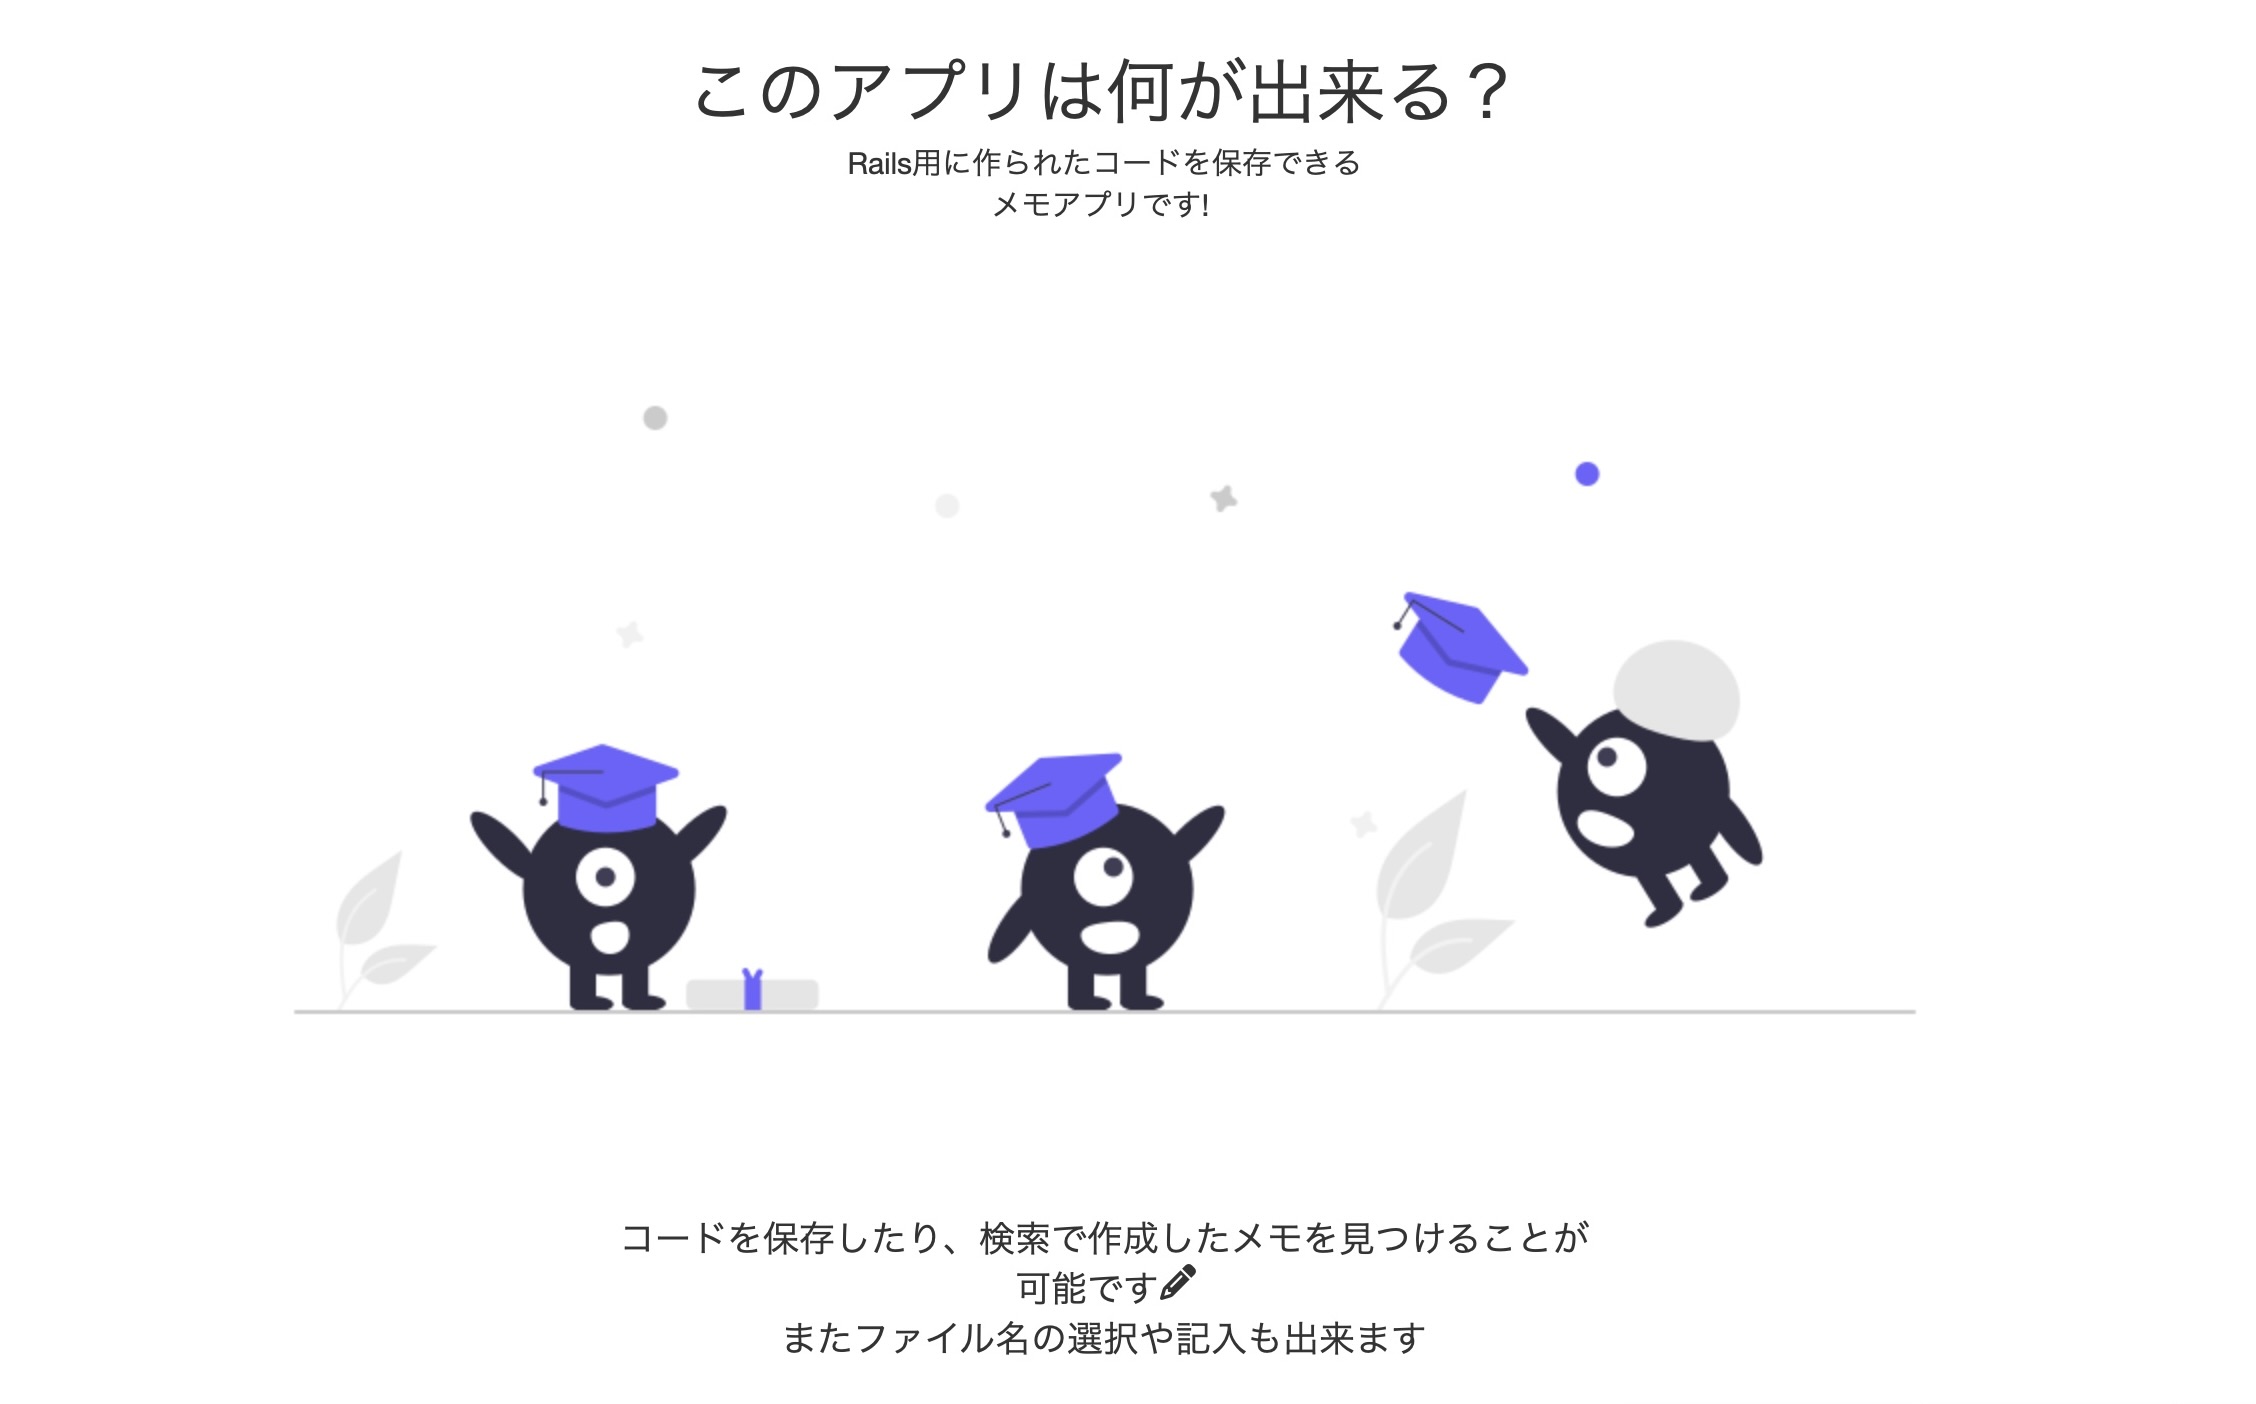 このアプリは何が出来る？
Rails用に作られたコードを保存できる
メモアプリです!
コードを保存したり、検索で作成したメモを見つけることが
可能です
またファイル名の選択や記入も出来ます